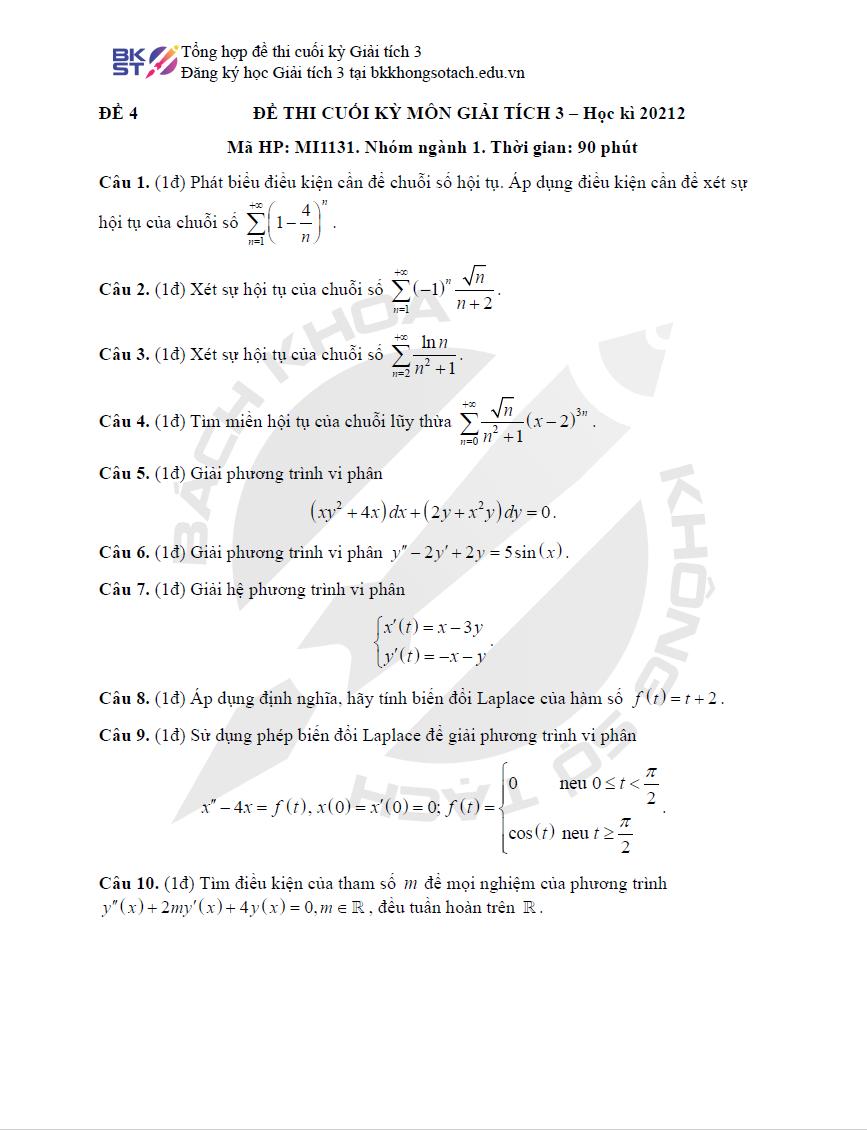 BK
ST
Tổng hợp đề thi cuối kỳ Giải tích 3
Đăng ký học Giải tích 3 tại bkkhongsotach.edu.vn
ĐỀ 4 ĐỀ THI CUỐI KỲ MÔN GIẢI TÍCH 3 – Học kì 20212
Mã HP: MI1131. Nhóm ngành 1. Thời gian: 90 phút
Câu 1. (1đ) Phát biểu điều kiện cần để chuỗi số hội tụ. Áp dụng điều kiện cần để xét sự
hội tụ của chuỗi số \sum_{n=1}^{+\infty} \left(1-\frac{4}{n}\right)^n .
Câu 2. (1đ) Xét sự hội tụ của chuỗi số \sum_{n=1}^{+\infty} (-1)^n \frac{\sqrt{n}}{n+2} .
Câu 3. (1đ) Xét sự hội tụ của chuỗi số \sum_{n=2}^{+\infty} \frac{\ln n}{n^2+1} .
Câu 4. (1đ) Tìm miền hội tụ của chuỗi lũy thừa \sum_{n=0}^{+\infty} \frac{\sqrt{n}}{n^2+1} (x-2)^{3n} .
Câu 5. (1đ) Giải phương trình vi phân
(xy^2+4x)dx+(2y+x^2y)dy=0.
Câu 6. (1đ) Giải phương trình vi phân y''-2y'+2y=5sin(x).
Câu 7. (1đ) Giải hệ phương trình vi phân
\begin{cases} x'(t)=x-3y \\ y'(t)=-x-y \end{cases} .
Câu 8. (1đ) Áp dụng định nghĩa, hãy tính biến đổi Laplace của hàm số f(t)=t+2.
Câu 9. (1đ) Sử dụng phép biến đổi Laplace để giải phương trình vi phân
x''-4x=f(t), x(0)=x'(0)=0; f(t)=\begin{cases} 0 & neu 0\le t<\frac{\pi}{2} \\ cos(t) & neu t\ge\frac{\pi}{2} \end{cases} .
Câu 10. (1đ) Tìm điều kiện của tham số m để mọi nghiệm của phương trình
y''(x)+2my'(x)+4y(x)=0, m∈ℝ, đều tuần hoàn trên ℝ.
BÁCH KHOA
KHÔNG SỢ TẠCH